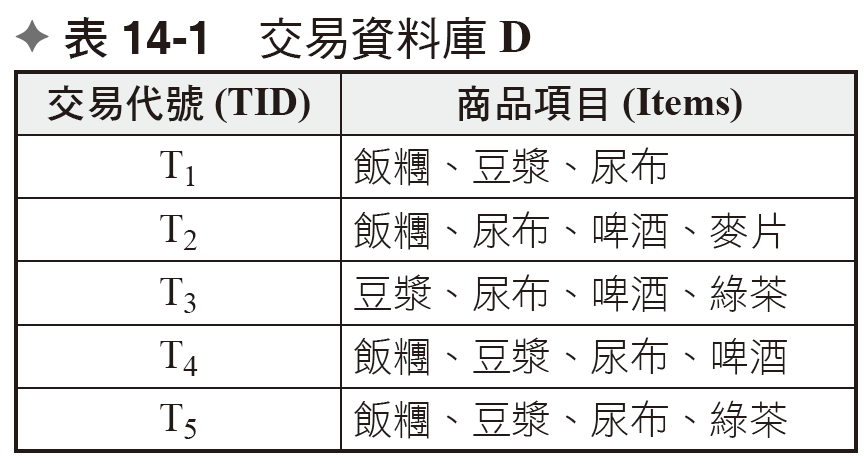 ✦ 表 14-1 交易資料庫 D
交易代號 (TID) 商品項目 (Items)
T1 飯糰、豆漿、尿布
T2 飯糰、尿布、啤酒、麥片
T3 豆漿、尿布、啤酒、綠茶
T4 飯糰、豆漿、尿布、啤酒
T5 飯糰、豆漿、尿布、綠茶